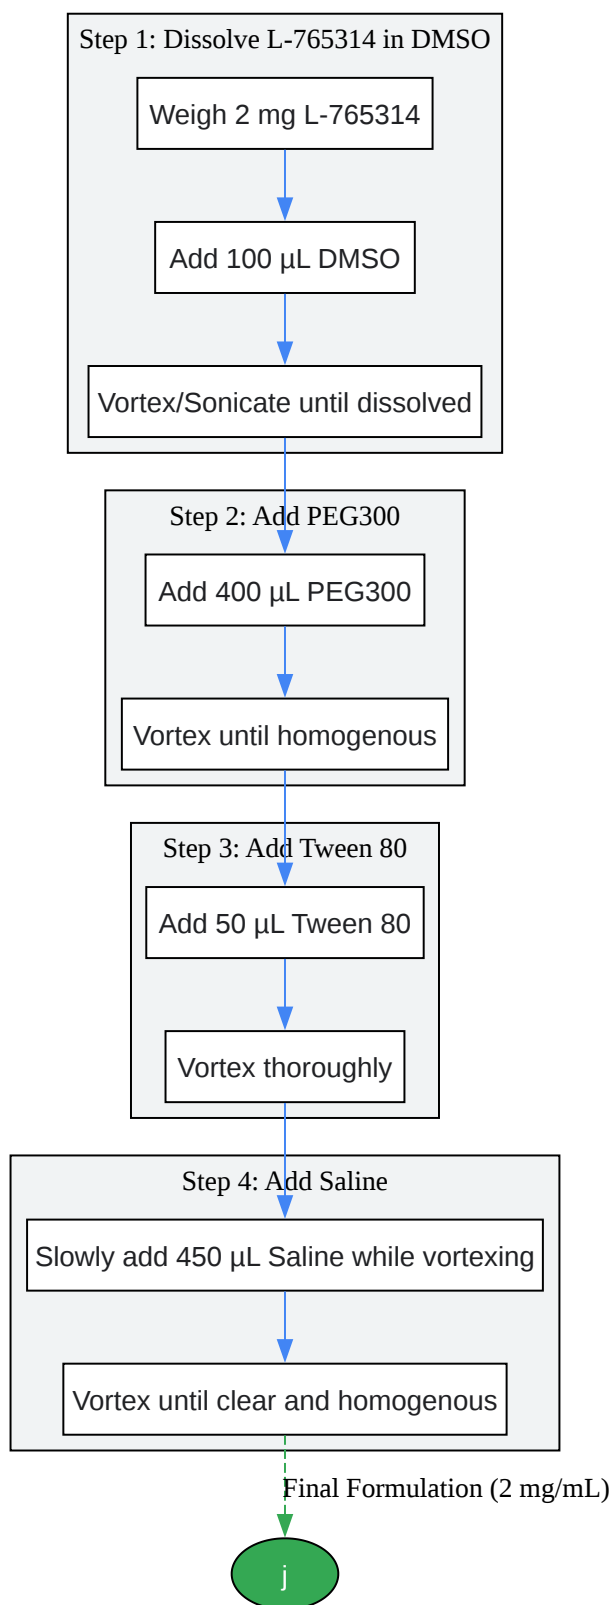 Step 1: Dissolve L-765314 in DMSO
Weigh 2 mg L-765314
Add 100 µL DMSO
Vortex/Sonicate until dissolved
Step 2: Add PEG300
Add 400 µL PEG300
Vortex until homogenous
Step 3: Add Tween 80
Add 50 µL Tween 80
Vortex thoroughly
Step 4: Add Saline
Slowly add 450 µL Saline while vortexing
Vortex until clear and homogenous
Final Formulation (2 mg/mL)
j